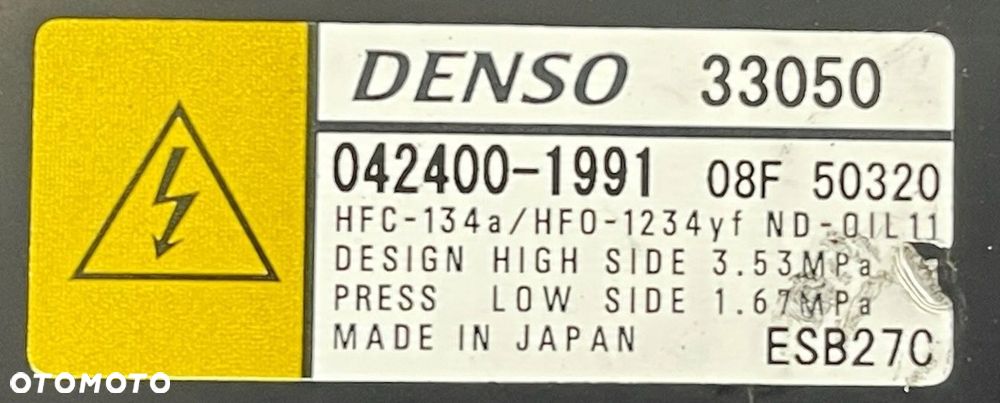 DENSO 33050
042400-1991 08F 50320
HFC-134a/HFO-1234yf ND-OIL11
DESIGN HIGH SIDE 3.53MPa
PRESS LOW SIDE 1.67MPa
MADE IN JAPAN ESB27C
OTOMOTO